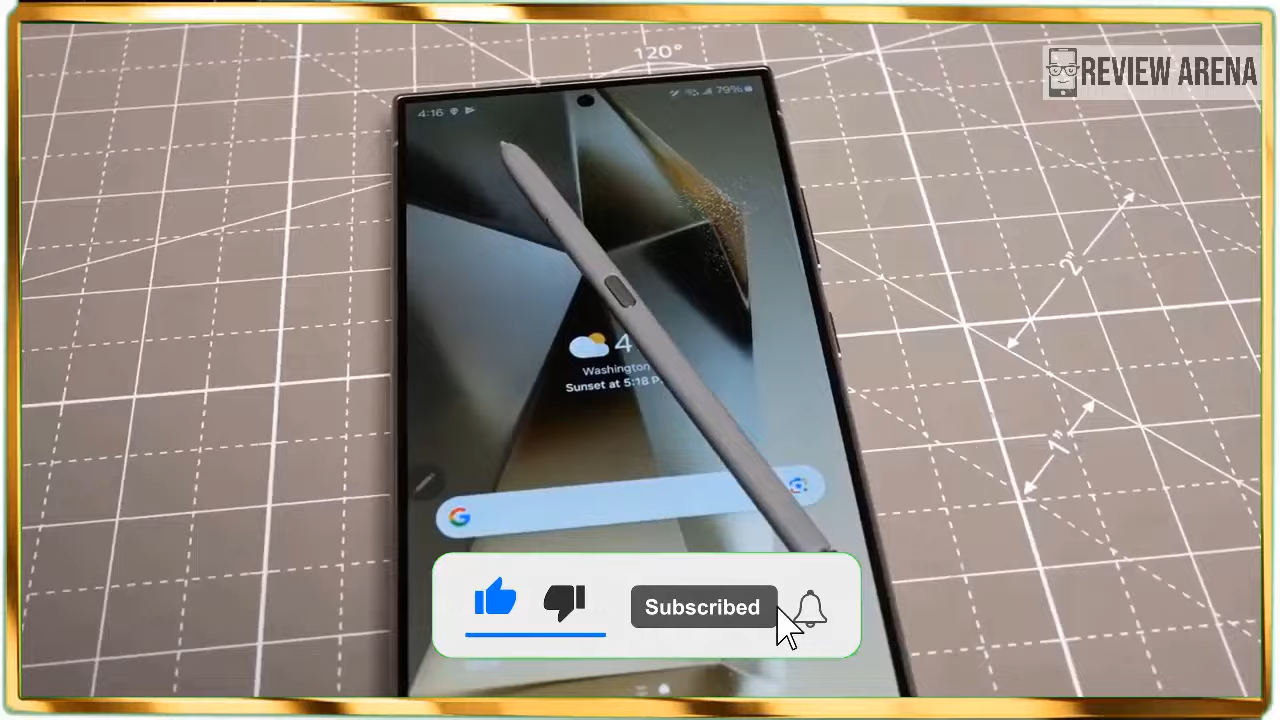 120°
REVIEW ARENA
4:16
79%
2"
4
Washington
Sunset at 5:18 P
1"
G
Subscribed